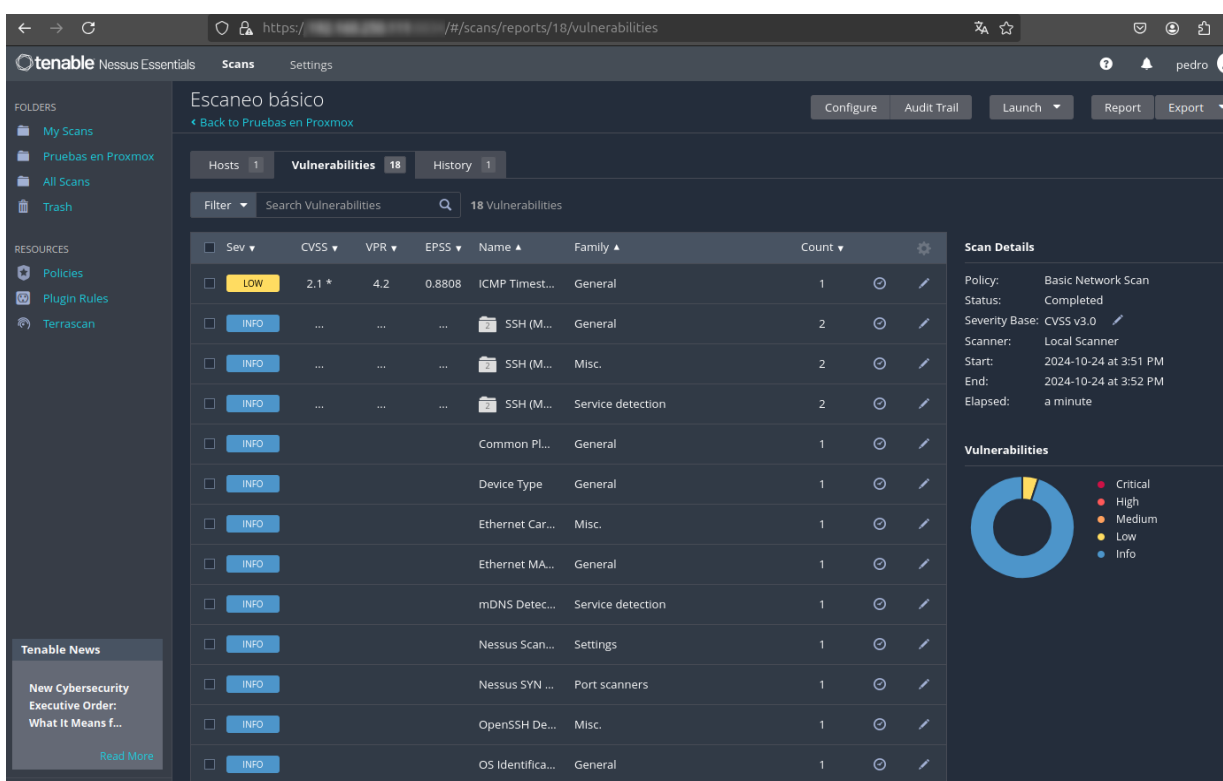 https:/ /#/scans/reports/18/vulnerabilities
tenable Nessus Essentials Scans Settings pedro
FOLDERS
My Scans
Pruebas en Proxmox
All Scans
Trash
RESOURCES
Policies
Plugin Rules
Terrascan
Tenable News
New Cybersecurity
Executive Order:
What It Means f...
Read More
Escaneo básico
Back to Pruebas en Proxmox
Configure Audit Trail Launch Report Export
Hosts 1 Vulnerabilities 18 History 1
Filter Search Vulnerabilities 18 Vulnerabilities
Sev CVSS VPR EPSS Name Family Count
LOW 2.1 * 4.2 0.8808 ICMP Timest... General 1
INFO ... ... ... 2 SSH (M... General 2
INFO ... ... ... 2 SSH (M... Misc. 2
INFO ... ... ... 2 SSH (M... Service detection 2
INFO Common Pl... General 1
INFO Device Type General 1
INFO Ethernet Car... Misc. 1
INFO Ethernet MA... General 1
INFO mDNS Detec... Service detection 1
INFO Nessus Scan... Settings 1
INFO Nessus SYN ... Port scanners 1
INFO OpenSSH De... Misc. 1
INFO OS Identifica... General 1
Scan Details
Policy: Basic Network Scan
Status: Completed
Severity Base: CVSS v3.0
Scanner: Local Scanner
Start: 2024-10-24 at 3:51 PM
End: 2024-10-24 at 3:52 PM
Elapsed: a minute
Vulnerabilities
Critical
High
Medium
Low
Info